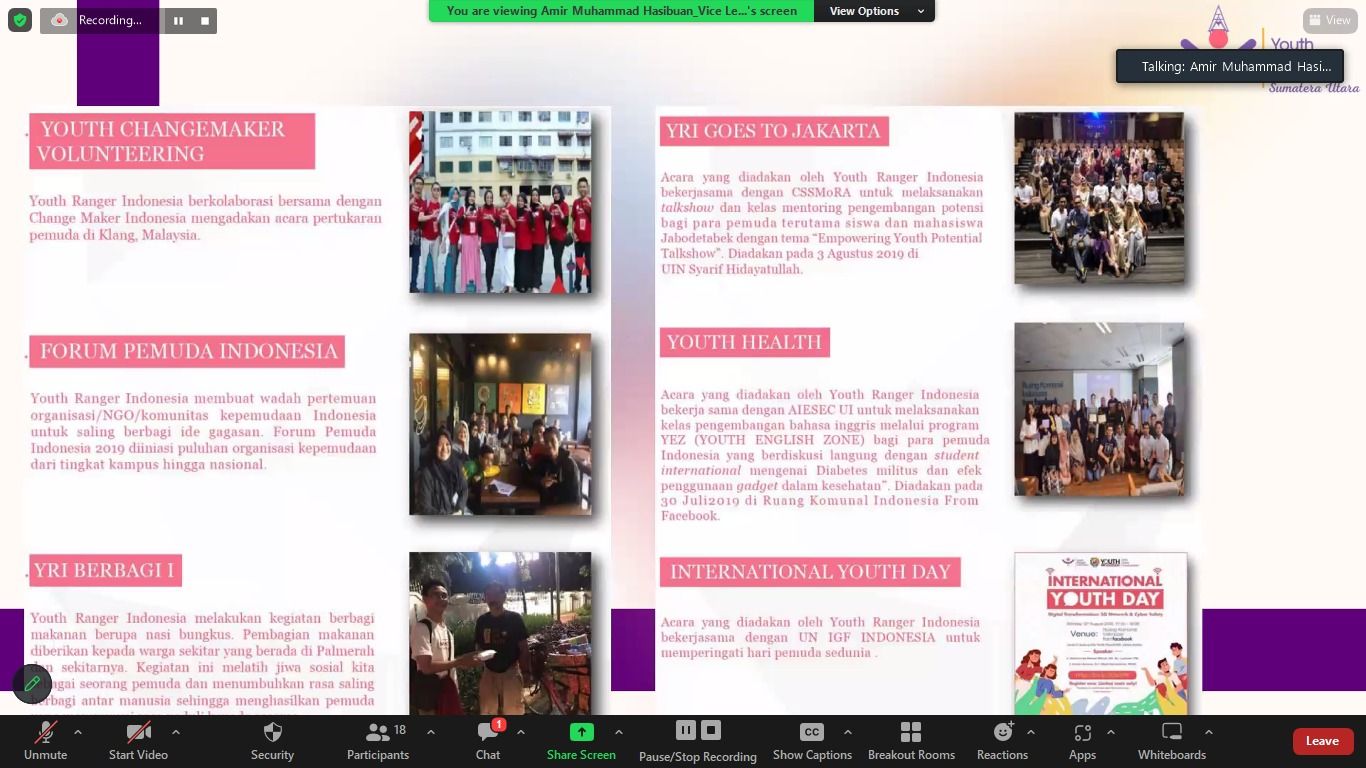 Recording...
You are viewing Amir Muhammad Hasibuan_Vice Le...'s screen
View Options
View
Youth
Talking: Amir Muhammad Hasi...
Sumatera Utara
YOUTH CHANGEMAKER
VOLUNTEERING
Youth Ranger Indonesia berkolaborasi bersama dengan
Change Maker Indonesia mengadakan acara pertukaran
pemuda di Klang, Malaysia.
FORUM PEMUDA INDONESIA
Youth Ranger Indonesia membuat wadah pertemuan
organisasi/NGO/komunitas kepemudaan Indonesia
untuk saling berbagi ide gagasan. Forum Pemuda
Indonesia 2019 diiniasi puluhan organisasi kepemudaan
dari tingkat kampus hingga nasional.
YRI BERBAGI I
Youth Ranger Indonesia melakukan kegiatan berbagi
makanan berupa nasi bungkus. Pembagian makanan
diberikan kepada warga sekitar yang berada di Palmerah
sekitarnya. Kegiatan ini melatih jiwa sosial kita
seorang pemuda dan menumbuhkan rasa saling
berbagi antar manusia sehingga menghasilkan pemuda
YRI GOES TO JAKARTA
Acara yang diadakan oleh Youth Ranger Indonesia
bekerjasama dengan CSSMoRA untuk melaksanakan
talkshow dan kelas mentoring pengembangan potensi
bagi para pemuda terutama siswa dan mahasiswa
Jabodetabek dengan tema “Empowering Youth Potential
Talkshow”. Diadakan pada 3 Agustus 2019 di
UIN Syarif Hidayatullah.
YOUTH HEALTH
Acara yang diadakan oleh Youth Ranger Indonesia
bekerja sama dengan AIESEC UI untuk melaksanakan
kelas pengembangan bahasa inggris melalui program
YEZ (YOUTH ENGLISH ZONE) bagi para pemuda
Indonesia yang berdiskusi langung dengan student
international mengenai Diabetes militus dan efek
penggunaan gadget dalam kesehatan”. Diadakan pada
30 Juli2019 di Ruang Komunal Indonesia From
Facebook.
INTERNATIONAL YOUTH DAY
Acara yang diadakan oleh Youth Ranger Indonesia
bekerjasama dengan UN IGF INDONESIA untuk
memperingati hari pemuda sedunia .
YOUTH
INTERNATIONAL
YOUTH DAY
Digital Transformation: 5G Network & Cyber Safety
Venue:
Speaker
Unmute
Start Video
Security
Participants
18
Chat
1
Share Screen
Pause/Stop Recording
CC
Show Captions
Breakout Rooms
Reactions
Apps
Whiteboards
Leave